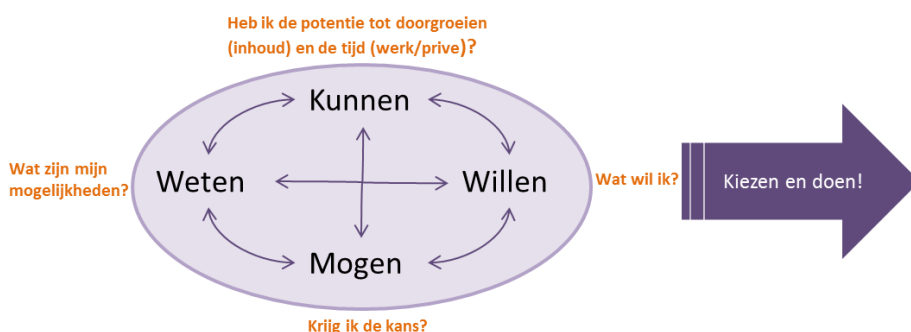 Heb ik de potentie tot doorgroeien
(inhoud) en de tijd (werk/prive)?
Kunnen
Wat zijn mijn
mogelijkheden?
Weten
Willen
Wat wil ik?
Kiezen en doen!
Mogen
Krijg ik de kans?